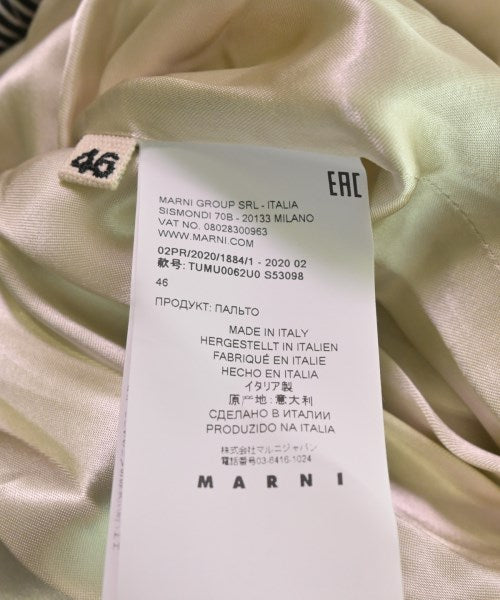 46
EAC
MARNI GROUP SRL - ITALIA
SISMONDI 70B - 20133 MILANO
VAT NO. 08028300963
WWW.MARNI.COM
02PR/2020/1884/1 - 2020 02
款号: TUMU0062U0 S53098
46
ПРОДУКТ: ПАЛЬТО
MADE IN ITALY
HERGESTELLT IN ITALIEN
FABRIQUÉ EN ITALIE
HECHO EN ITALIA
イタリア製
原产地:意大利
СДЕЛАНО В ИТАЛИИ
PRODUZIDO NA ITALIA
株式会社マルニジャパン
電話番号03-6416-1024
MARNI